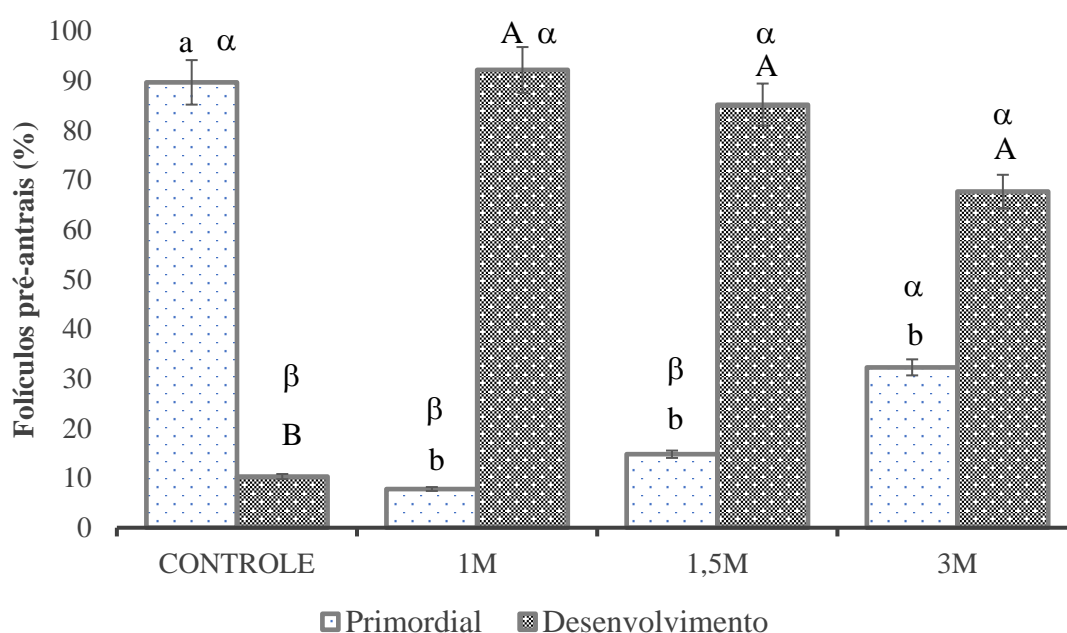 Folículos pré-antrais (%)
100
90
80
70
60
50
40
30
20
10
0
a α
β
B
β
b
A α
β
b
α
A
α
b
α
A
CONTROLE
1M
1,5M
3M
Primordial
Desenvolvimento